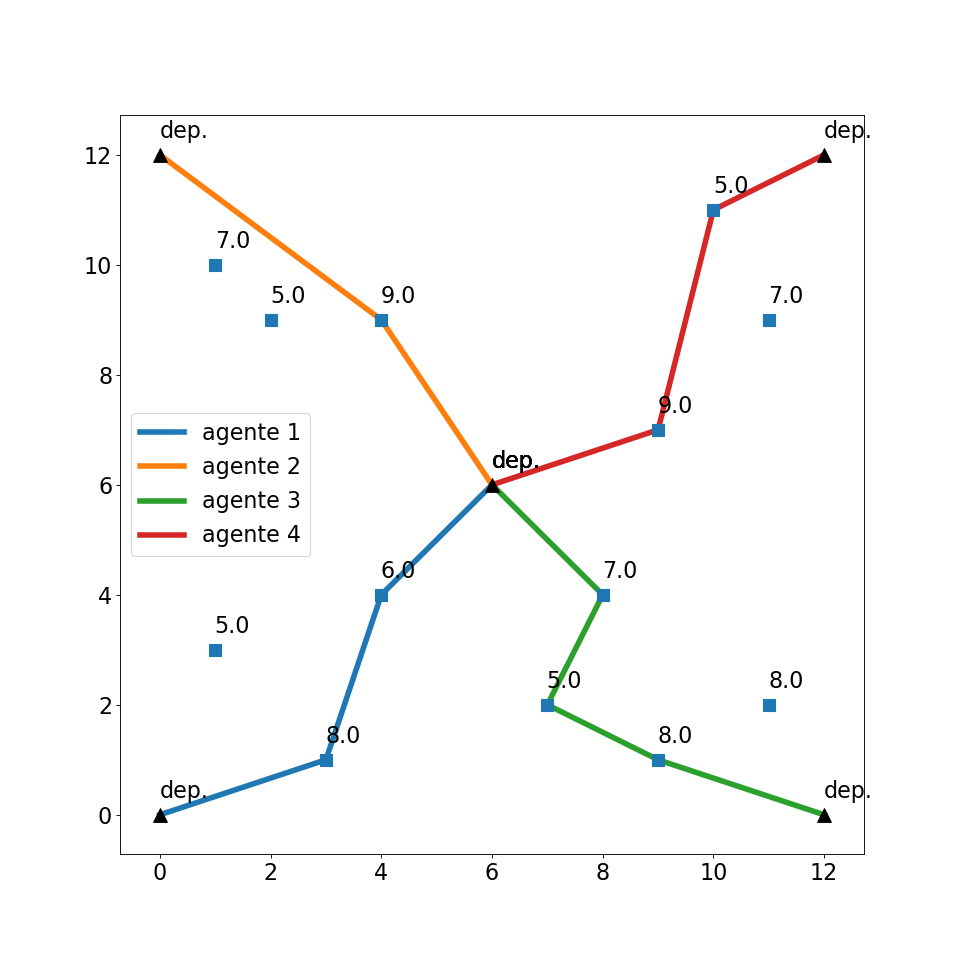 dep. dep.
12
5.0
7.0
10
5.0 9.0 7.0
8
9.0
agente 1
agente 2
dep.
6
agente 3
agente 4
6.0 7.0
4
5.0
5.0 8.0
2
8.0 8.0
dep. dep.
0
0 2 4 6 8 10 12